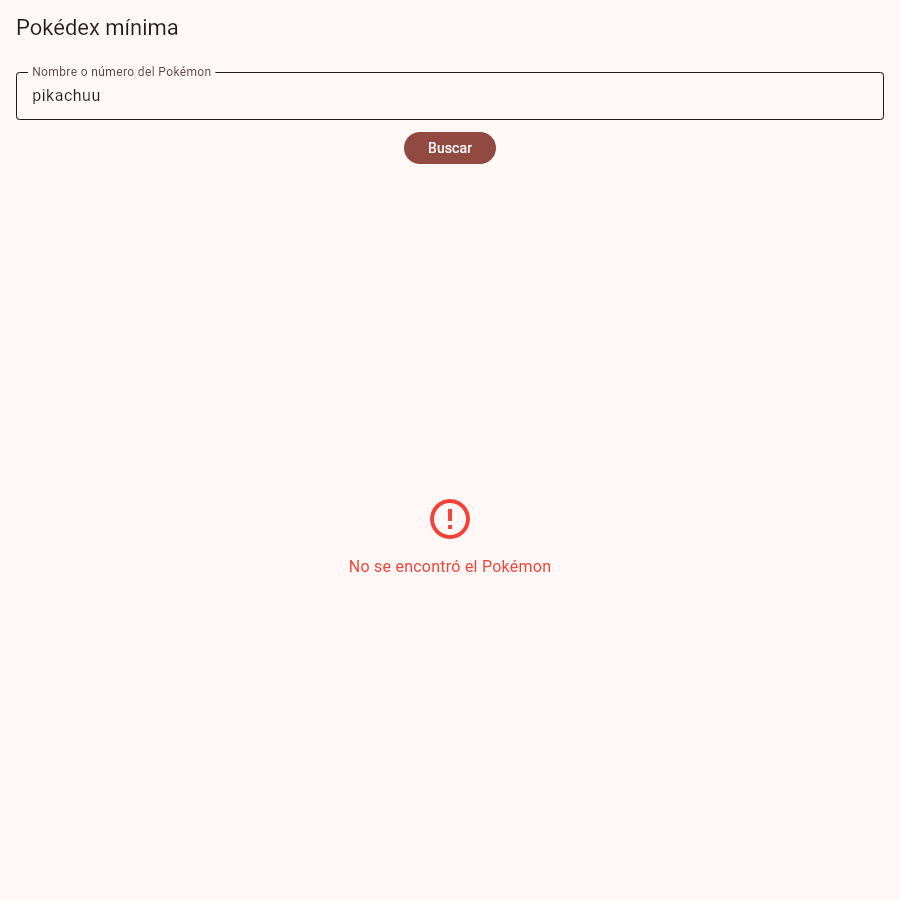 Pokédex mínima
Nombre o número del Pokémon
pikachuu
Buscar
No se encontró el Pokémon